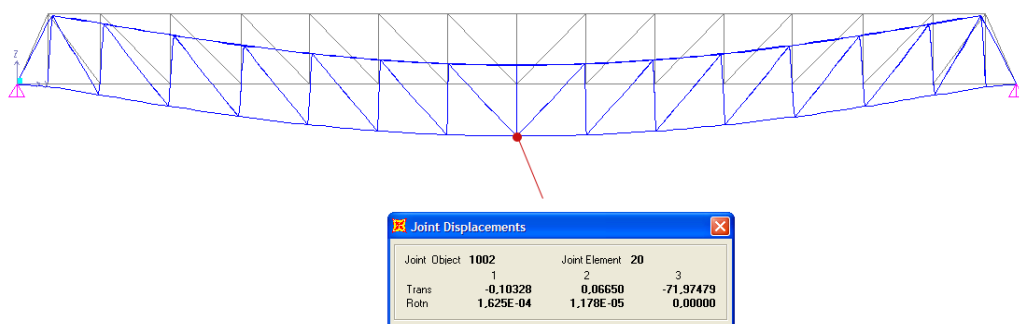 Z
Joint Displacements
Joint Object 1002 Joint Element 20
1 2 3
Trans -0,10328 0,06650 -71,97479
Rotn 1,625E-04 1,178E-05 0,00000